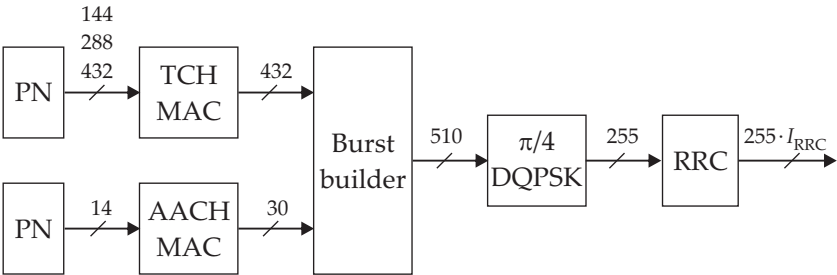 144
288
432
PN
TCH
MAC
432
Burst
builder
510
π/4
DQPSK
255
RRC
255·I_RRC
PN
14
AACH
MAC
30